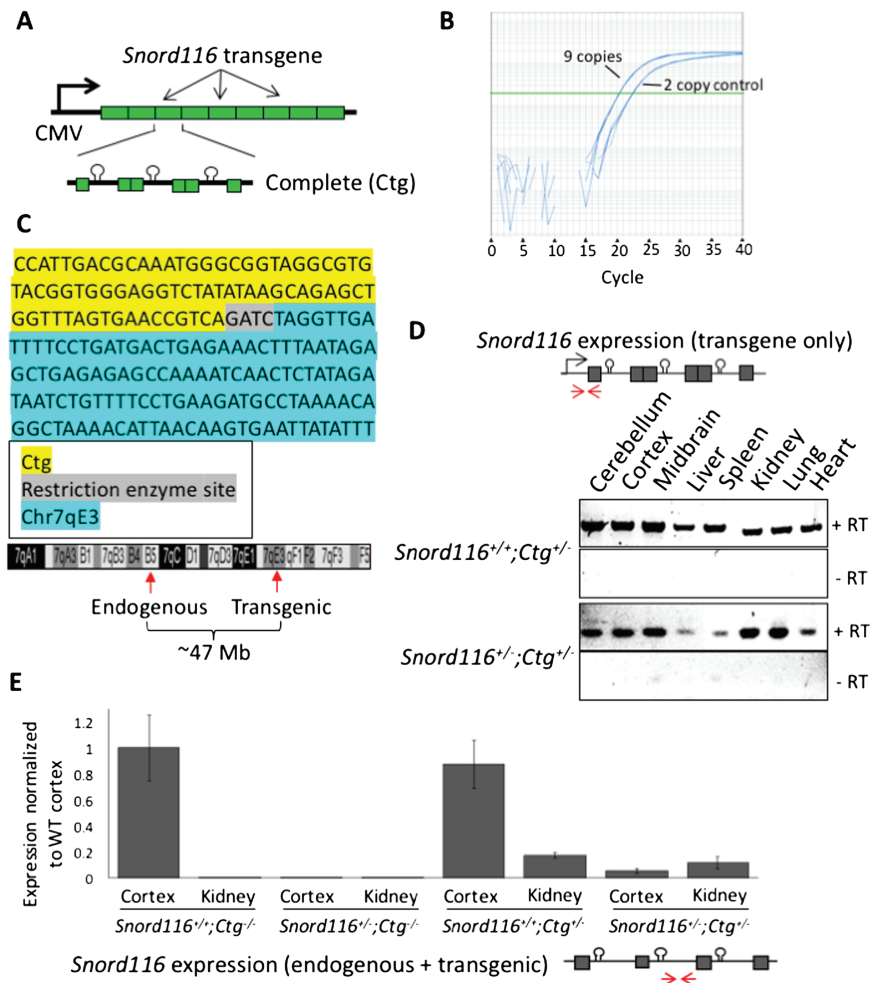 A
Snord116 transgene
CMV
Complete (Ctg)
B
9 copies
2 copy control
0 5 10 15 20 25 30 35 40
Cycle
C
CCATTGACGCAAATGGGCGGTAGGCGTG
TACGGTGGGAGGTCTATATAAGCAGAGCT
GGTTTAGTGAACCGTCAGATCTAGGTTGA
TTTTCCTGATGACTGAGAAACTTTAATAGA
GCTGAGAGAGCCAAAATCAACTCTATAGA
TAATCTGTTTTCCTGAAGATGCCTAAAACA
GGCTAAAACATTAACAAGTGAATTATATTT
Ctg
Restriction enzyme site
Chr7qE3
7qA1 7qA3 B1 7qB3 B4 B5 7qC D1 7qD3 7qE1 7qE3 qF1 F2 7qF3 F5
Endogenous Transgenic
~47 Mb
D
Snord116 expression (transgene only)
Cerebellum Cortex Midbrain Liver Spleen Kidney Lung Heart
Snord116+/+;Ctg+/-
+ RT
- RT
Snord116+/-;Ctg+/-
+ RT
- RT
E
Expression normalized
to WT cortex
1.2
1
0.8
0.6
0.4
0.2
0
Cortex Kidney Cortex Kidney Cortex Kidney Cortex Kidney
Snord116+/+;Ctg-/- Snord116+/-;Ctg-/- Snord116+/+;Ctg+/- Snord116+/-;Ctg+/-
Snord116 expression (endogenous + transgenic)